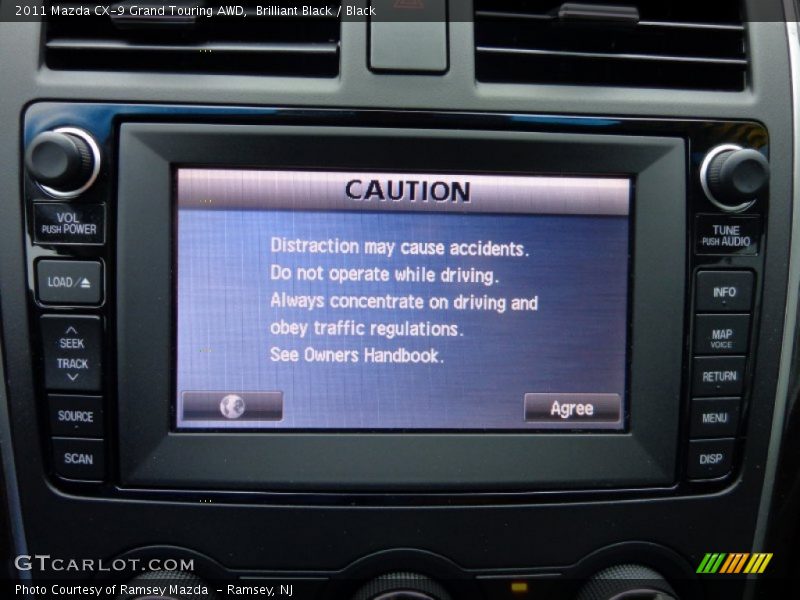 2011 Mazda CX-9 Grand Touring AWD, Brilliant Black / Black
CAUTION
Distraction may cause accidents.
Do not operate while driving.
Always concentrate on driving and
obey traffic regulations.
See Owners Handbook.
Agree
VOL
PUSH POWER
LOAD /
SEEK
TRACK
SOURCE
SCAN
TUNE
PUSH AUDIO
INFO
MAP
VOICE
RETURN
MENU
DISP
GTCARLOT.COM
Photo Courtesy of Ramsey Mazda - Ramsey, NJ